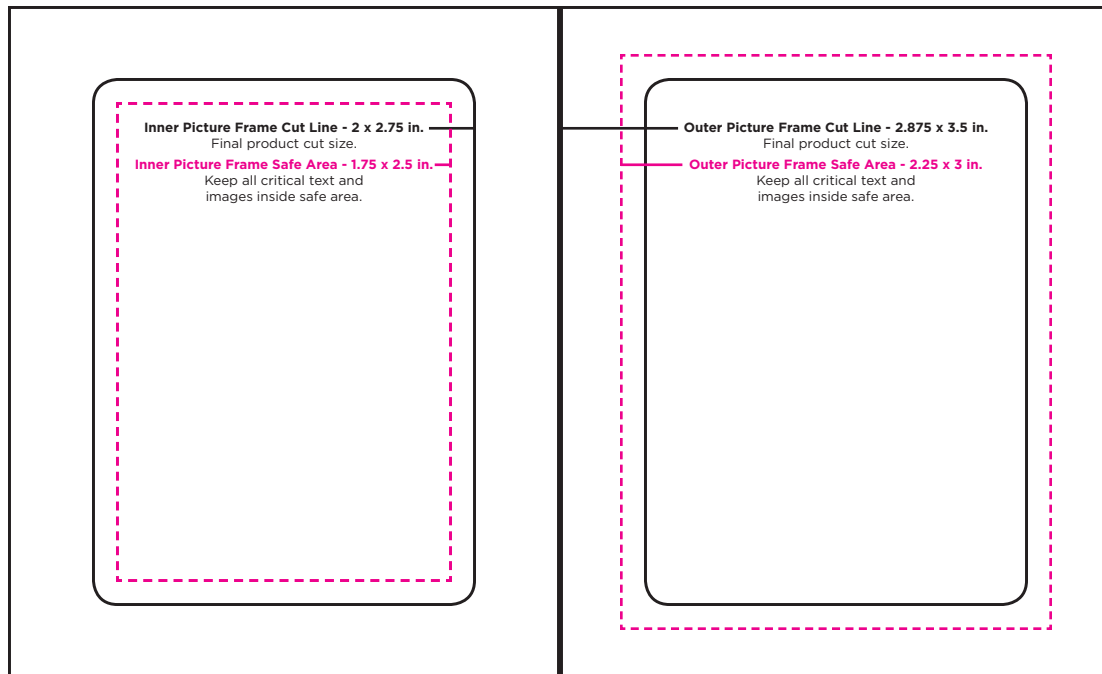 Inner Picture Frame Cut Line - 2 x 2.75 in.
Final product cut size.
Inner Picture Frame Safe Area - 1.75 x 2.5 in.
Keep all critical text and
images inside safe area.
Outer Picture Frame Cut Line - 2.875 x 3.5 in.
Final product cut size.
Outer Picture Frame Safe Area - 2.25 x 3 in.
Keep all critical text and
images inside safe area.